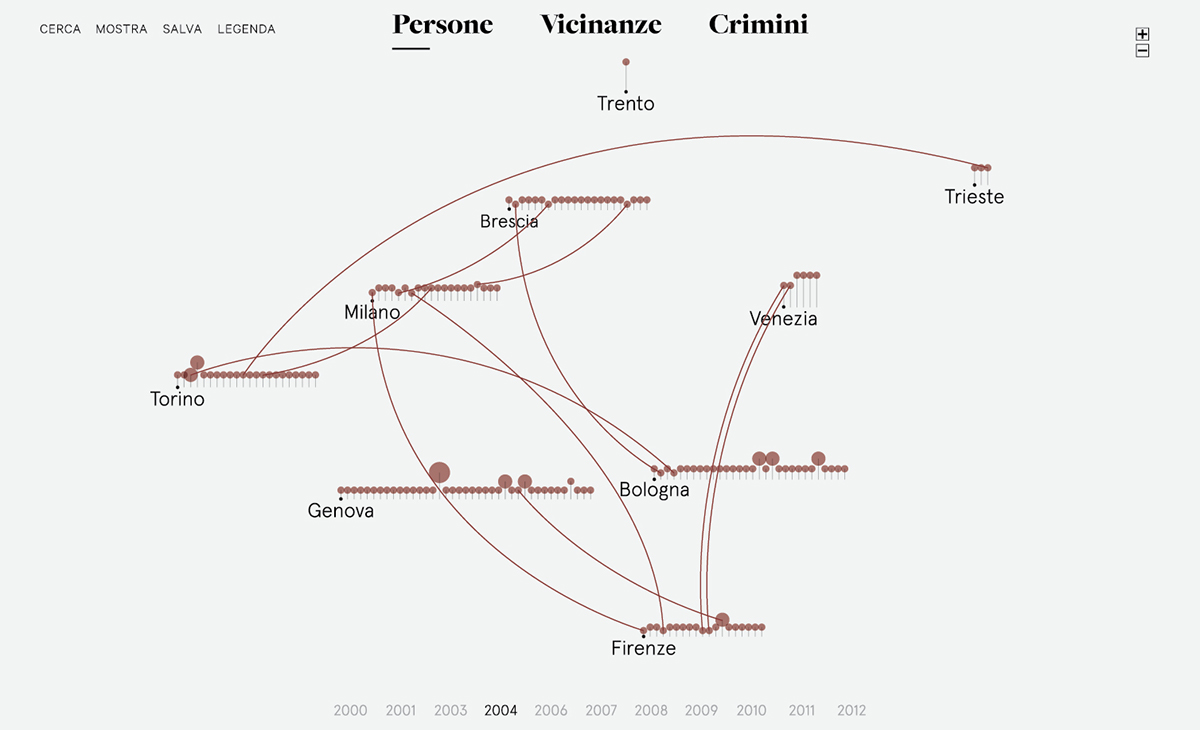 CERCA MOSTRA SALVA LEGENDA
Persone Vicinanze Crimini
Trento
Trieste
Brescia
Milano
Venezia
Torino
Bologna
Genova
Firenze
2000 2001 2003 2004 2006 2007 2008 2009 2010 2011 2012